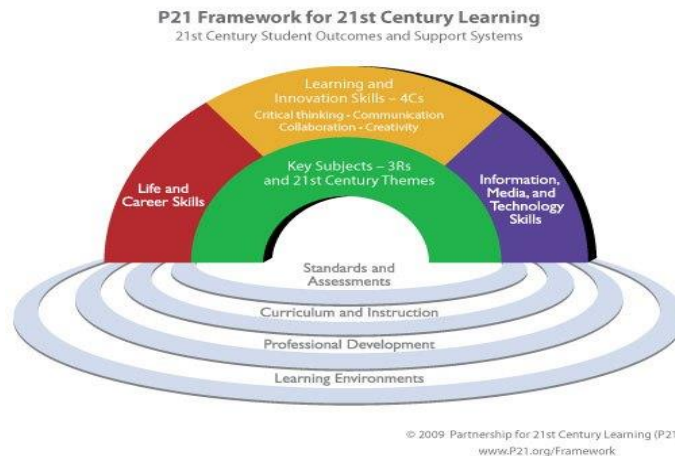 P21 Framework for 21st Century Learning
21st Century Student Outcomes and Support Systems
Learning and
Innovation Skills – 4Cs
Critical thinking • Communication
Collaboration • Creativity
Key Subjects – 3Rs
and 21st Century Themes
Life and
Career Skills
Information,
Media, and
Technology
Skills
Standards and
Assessments
Curriculum and Instruction
Professional Development
Learning Environments
© 2009 Partnership for 21st Century Learning (P21
www.P21.org/Framework